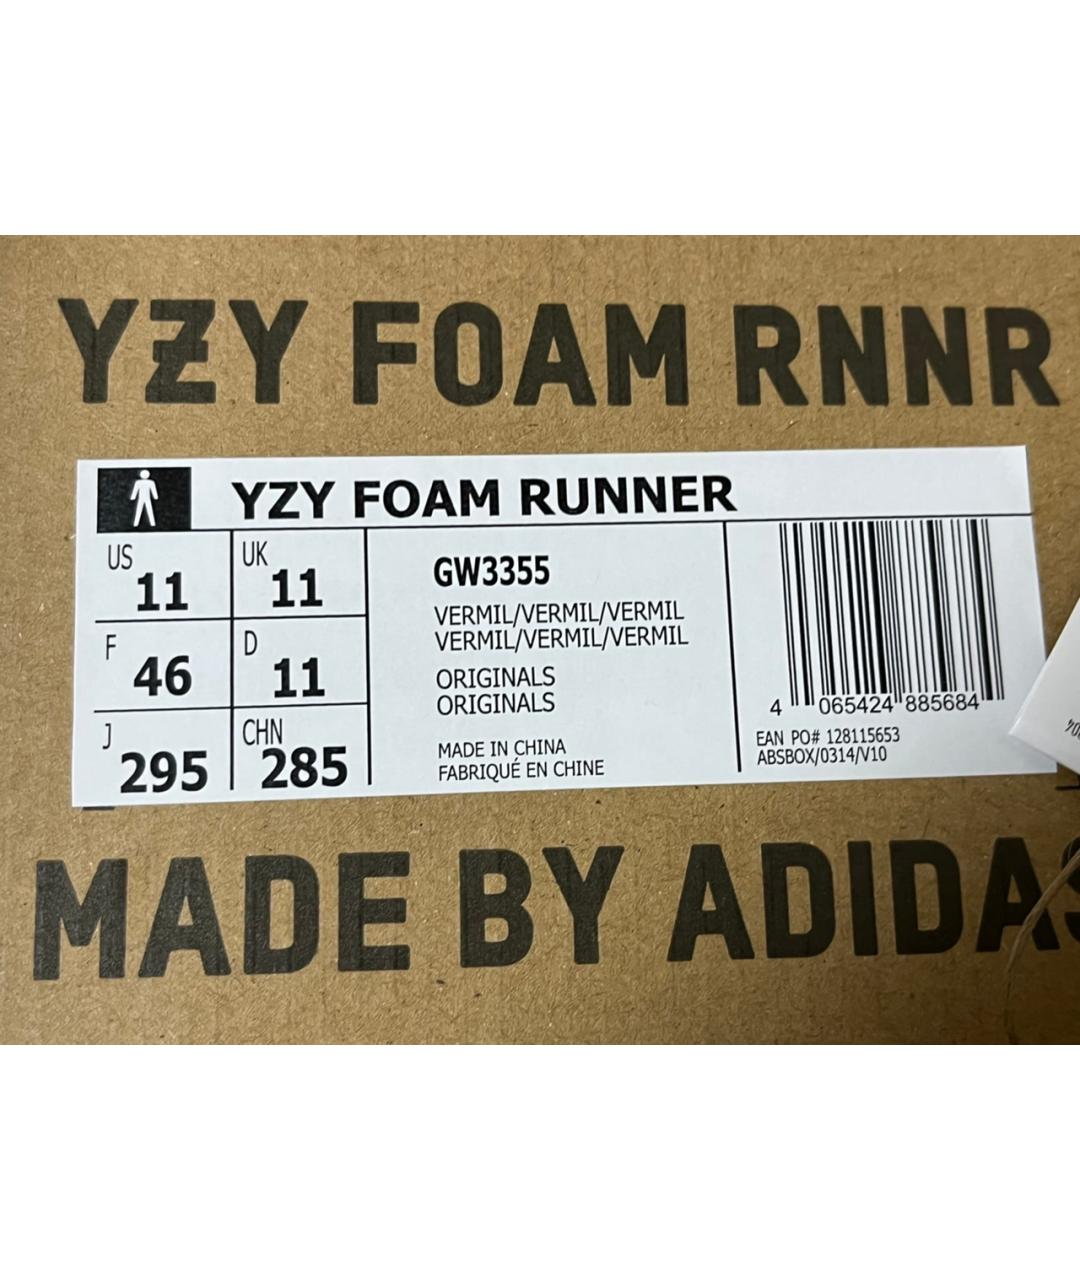 YZY FOAM RNNR
YZY FOAM RUNNER
US
11
UK
11
F
46
D
11
J
295
CHN
285
GW3355
VERMIL/VERMIL/VERMIL
VERMIL/VERMIL/VERMIL
ORIGINALS
ORIGINALS
MADE IN CHINA
FABRIQUÉ EN CHINE
4 065424 885684
EAN PO# 128115653
ABSBOX/0314/V10
MADE BY ADIDAS